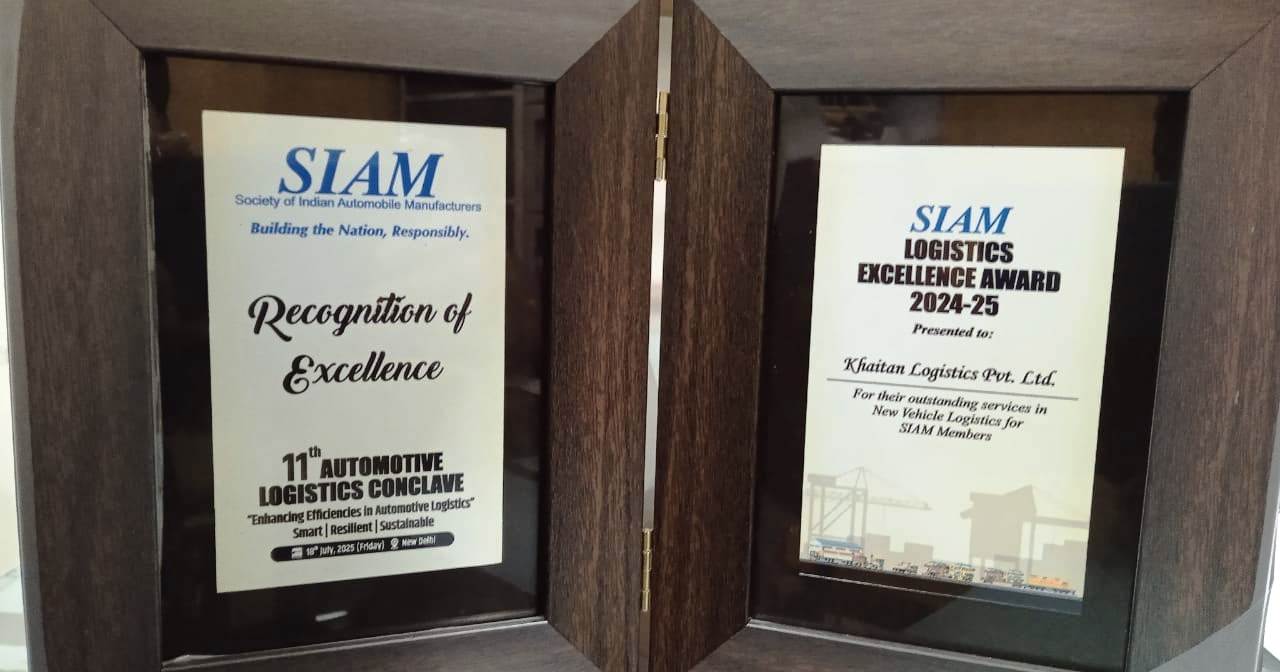 SIAM
Society of Indian Automobile Manufacturers
Building the Nation, Responsibly.
Recognition of
Excellence
11th AUTOMOTIVE
LOGISTICS CONCLAVE
"Enhancing Efficiencies in Automotive Logistics"
Smart | Resilient | Sustainable
18th July, 2025 (Friday) New Delhi
SIAM
LOGISTICS
EXCELLENCE AWARD
2024-25
Presented to:
Khaitan Logistics Pvt. Ltd.
For their outstanding services in
New Vehicle Logistics for
SIAM Members